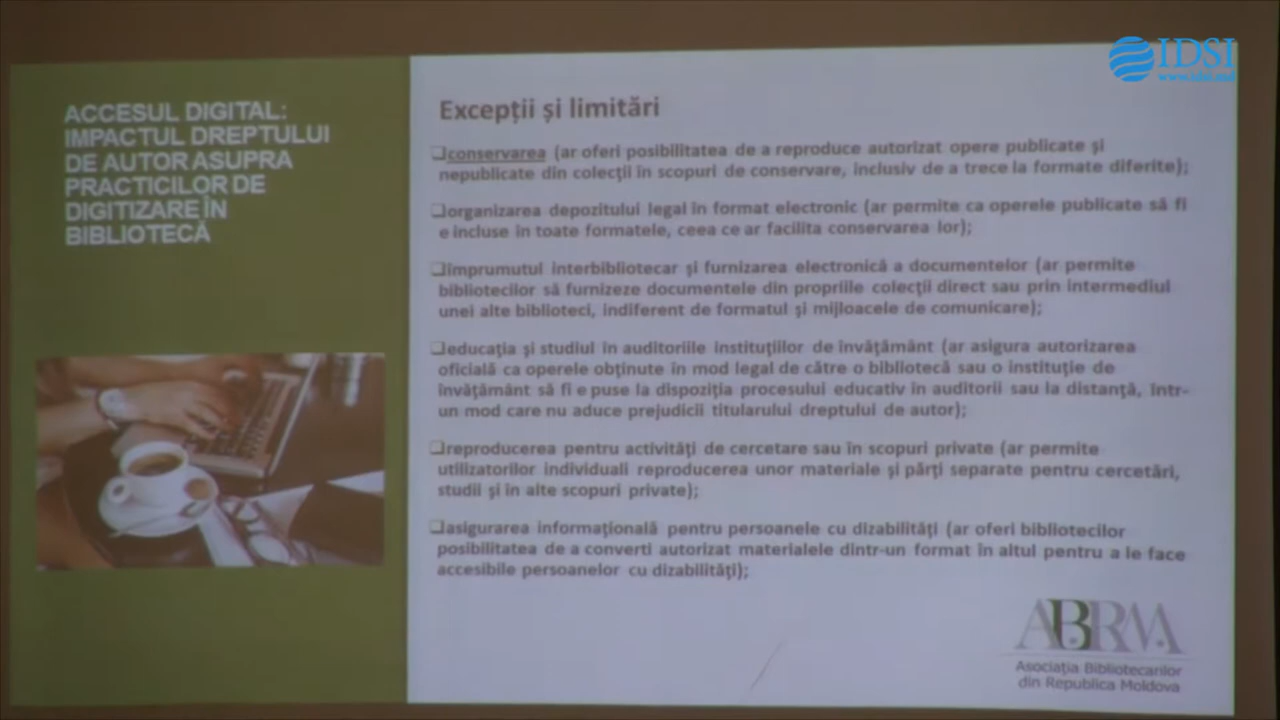 IDSI
www.idsi.md
ACCESUL DIGITAL:
IMPACTUL DREPTULUI
DE AUTOR ASUPRA
PRACTICILOR DE
DIGITIZARE ÎN
BIBLIOTECĂ
Excepții și limitări
❑conservarea (ar oferi posibilitatea de a reproduce autorizat opere publicate şi
nepublicate din colecţii în scopuri de conservare, inclusiv de a trece la formate diferite);
❑organizarea depozitului legal în format electronic (ar permite ca operele publicate să fi
e incluse în toate formatele, ceea ce ar facilita conservarea lor);
❑împrumutul interbibliotecar şi furnizarea electronică a documentelor (ar permite
bibliotecilor să furnizeze documentele din propriile colecţii direct sau prin intermediul
unei alte biblioteci, indiferent de formatul şi mijloacele de comunicare);
❑educaţia şi studiul în auditoriile instituţiilor de învăţământ (ar asigura autorizarea
oficială ca operele obţinute în mod legal de către o bibliotecă sau o instituţie de
învăţământ să fi e puse la dispoziţia procesului educativ în auditorii sau la distanţă, într-
un mod care nu aduce prejudicii titularului dreptului de autor);
❑reproducerea pentru activităţi de cercetare sau în scopuri private (ar permite
utilizatorilor individuali reproducerea unor materiale şi părţi separate pentru cercetări,
studii şi în alte scopuri private);
❑asigurarea informaţională pentru persoanele cu dizabilităţi (ar oferi bibliotecilor
posibilitatea de a converti autorizat materialele dintr-un format în altul pentru a le face
accesibile persoanelor cu dizabilităţi);
ABRM
Asociația Bibliotecarilor
din Republica Moldova